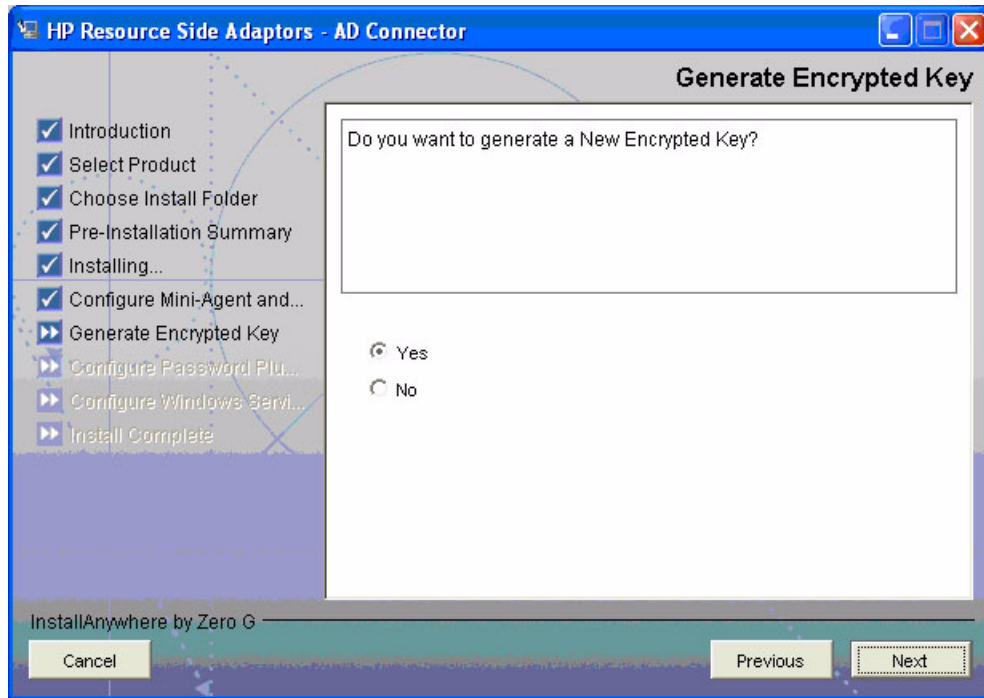 HP Resource Side Adaptors - AD Connector
Generate Encrypted Key
Introduction
Select Product
Choose Install Folder
Pre-Installation Summary
Installing...
Configure Mini-Agent and...
Generate Encrypted Key
Configure Password Plu...
Configure Windows Servi...
Install Complete
Do you want to generate a New Encrypted Key?
Yes
No
InstallAnywhere by Zero G
Cancel
Previous
Next